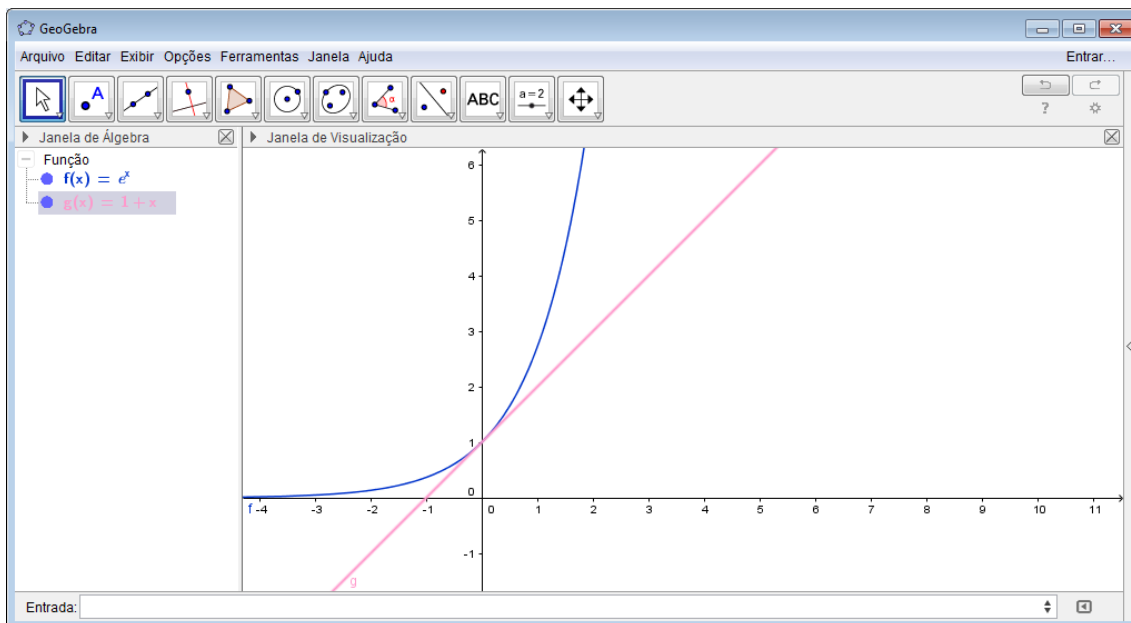 GeoGebra
Arquivo Editar Exibir Opções Ferramentas Janela Ajuda
Entrar...
A
α
ABC
a = 2
?
Janela de Álgebra
Janela de Visualização
Função
f(x) = eˣ
g(x) = 1 + x
6
5
4
3
2
1
0
-1
f -4 -3 -2 -1 0 1 2 3 4 5 6 7 8 9 10 11
g
Entrada: